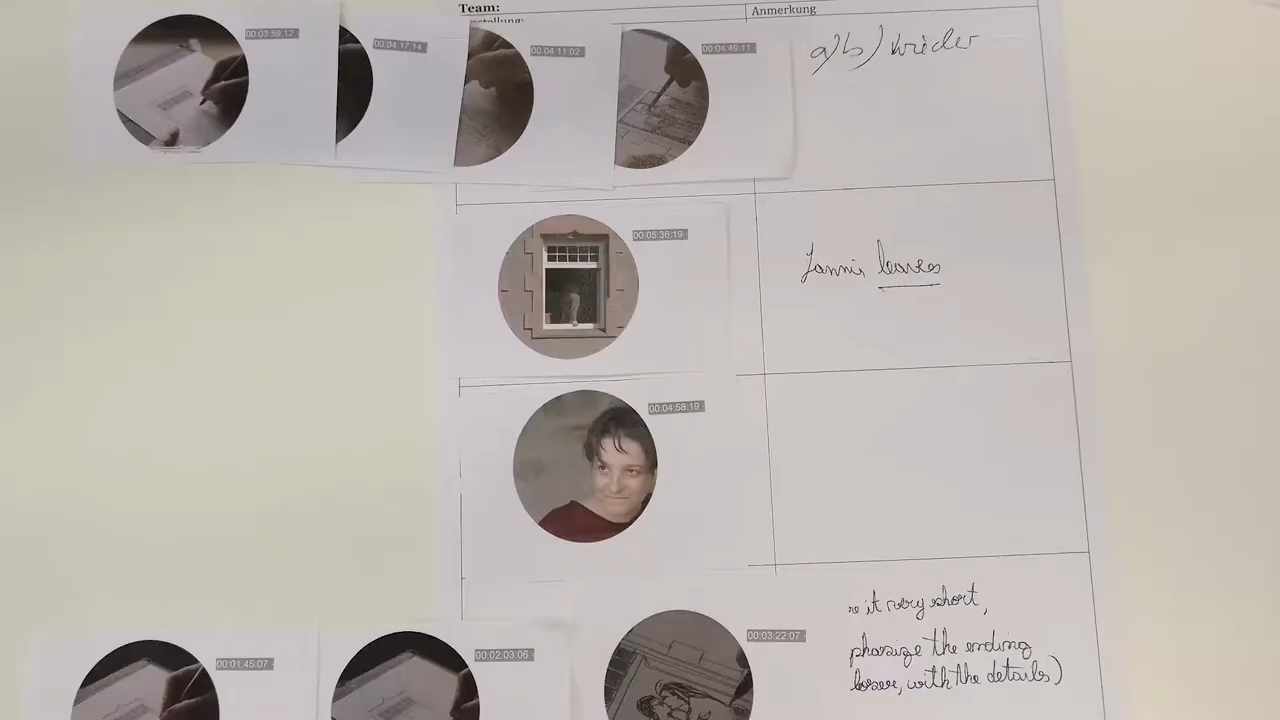 Team:
Anmerkung
00:03:59:12
00:04:17:14
00:04:11:02
00:04:49:11
a/b)
00:05:36:19
Jannis leaves
00:04:58:19
it very short,
phasize the ending
with the details)
00:01:45:07
00:02:03:06
00:03:22:07